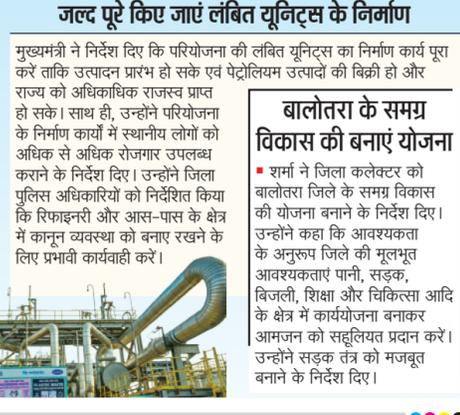 जल्द पूरे किए जाएं लंबित यूनिट्स के निर्माण
मुख्यमंत्री ने निर्देश दिए कि परियोजना की लंबित यूनिट्स का निर्माण कार्य पूरा
करें ताकि उत्पादन प्रारंभ हो सके एवं पेट्रोलियम उत्पादों की बिक्री हो और
राज्य को अधिकाधिक राजस्व प्राप्त
हो सके। साथ ही, उन्होंने परियोजना
के निर्माण कार्यों में स्थानीय लोगों को
अधिक से अधिक रोजगार उपलब्ध
कराने के निर्देश दिए। उन्होंने जिला
पुलिस अधिकारियों को निर्देशित किया
कि रिफाइनरी और आस-पास के क्षेत्र
में कानून व्यवस्था को बनाए रखने के
लिए प्रभावी कार्यवाही करें।
बालोतरा के समग्र
विकास की बनाएं योजना
शर्मा ने जिला कलेक्टर को
बालोतरा जिले के समग्र विकास
की योजना बनाने के निर्देश दिए।
उन्होंने कहा कि आवश्यकता
के अनुरूप जिले की मूलभूत
आवश्यकताएं पानी, सड़क,
बिजली, शिक्षा और चिकित्सा आदि
के क्षेत्र में कार्ययोजना बनाकर
आमजन को सहूलियत प्रदान करें।
उन्होंने सड़क तंत्र को मजबूत
बनाने के निर्देश दिए।